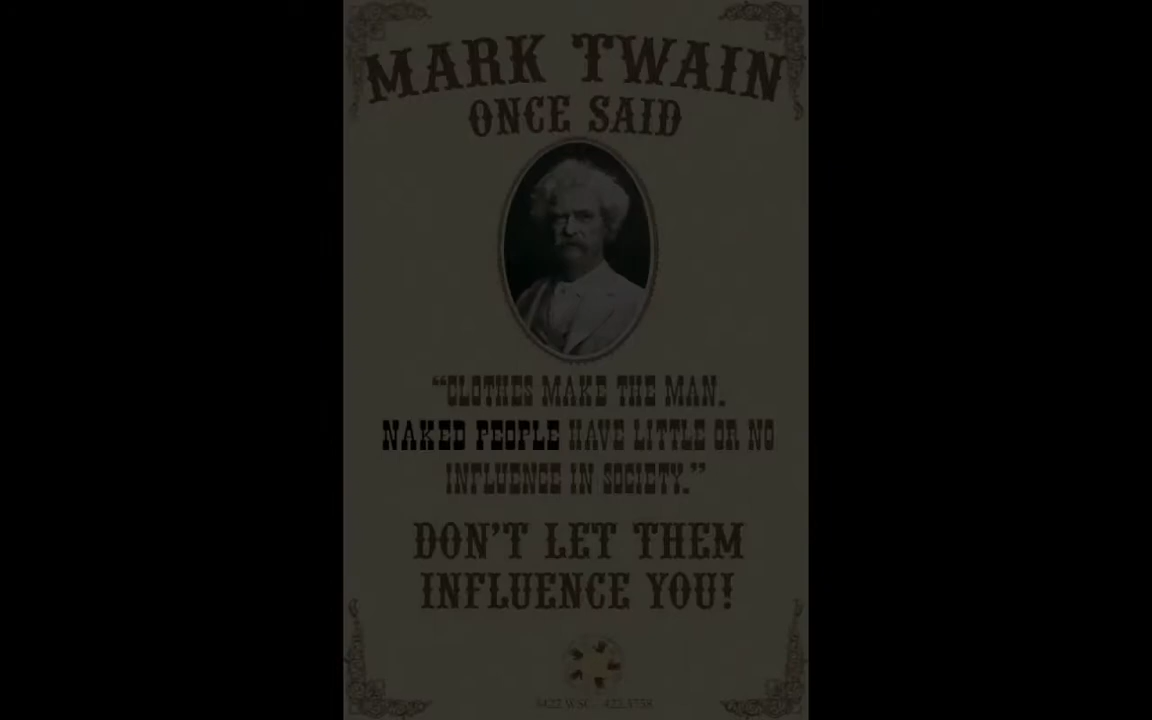 MARK TWAIN
ONCE SAID
“CLOTHES MAKE THE MAN.
NAKED PEOPLE HAVE LITTLE OR NO
INFLUENCE IN SOCIETY.”
DON’T LET THEM
INFLUENCE YOU!